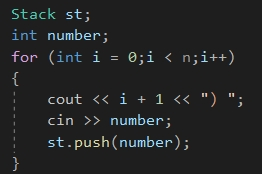 Stack st;
int number;
for (int i = 0;i < n;i++)
{
    cout << i + 1 << ") ";
    cin >> number;
    st.push(number);
}